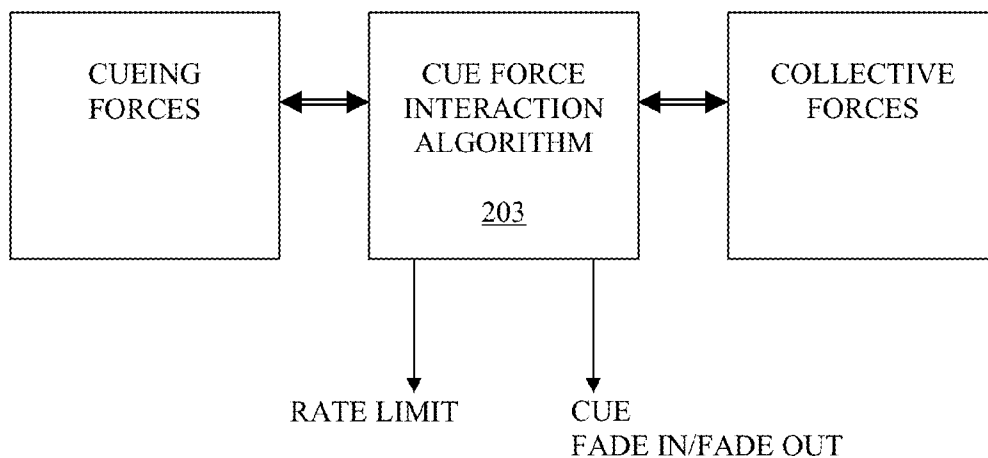 CUEING
FORCES
CUE FORCE
INTERACTION
ALGORITHM
203
COLLECTIVE
FORCES
RATE LIMIT
CUE
FADE IN/FADE OUT